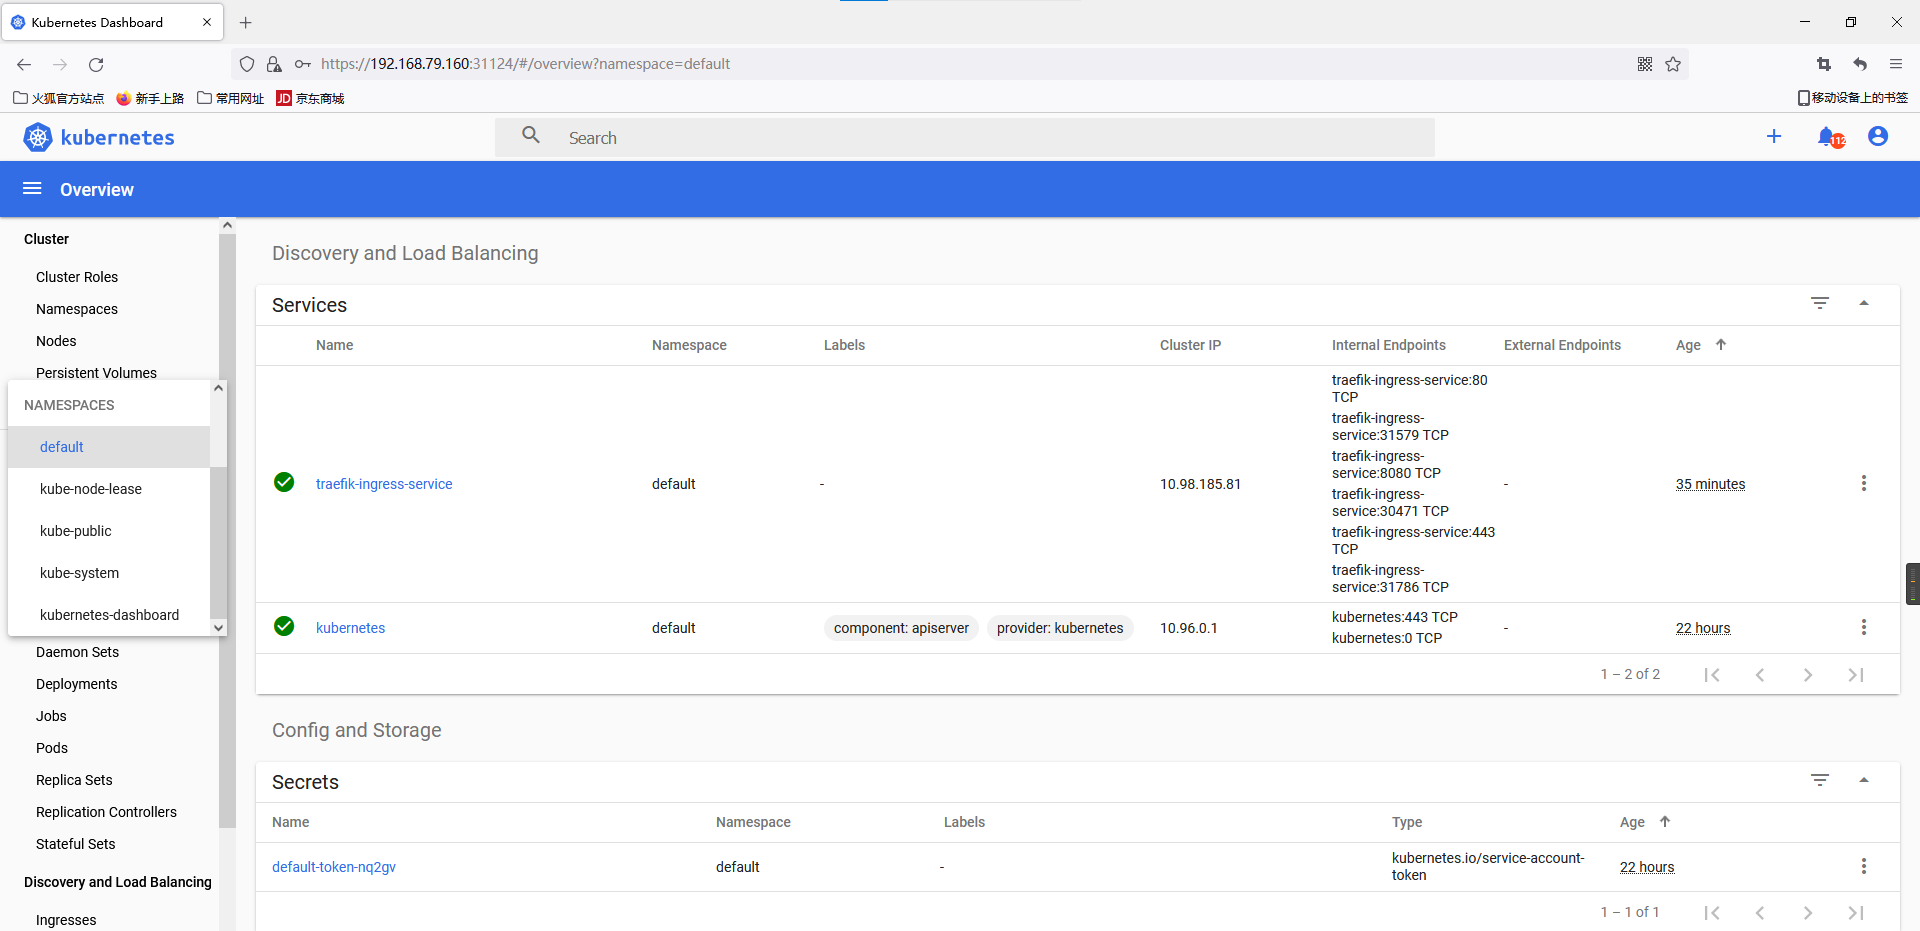 Kubernetes Dashboard
https://192.168.79.160:31124/#/overview?namespace=default
火狐官方站点 新手上路 常用网址 JD 京东商城 移动设备上的书签
kubernetes
Search
112
Overview
Cluster
Cluster Roles
Namespaces
Nodes
Persistent Volumes
NAMESPACES
default
kube-node-lease
kube-public
kube-system
kubernetes-dashboard
Daemon Sets
Deployments
Jobs
Pods
Replica Sets
Replication Controllers
Stateful Sets
Discovery and Load Balancing
Ingresses
Discovery and Load Balancing
Services
Name Namespace Labels Cluster IP Internal Endpoints External Endpoints Age
traefik-ingress-service default - 10.98.185.81
traefik-ingress-service:80
TCP
traefik-ingress-
service:31579 TCP
traefik-ingress-
service:8080 TCP
traefik-ingress-
service:30471 TCP
traefik-ingress-service:443
TCP
traefik-ingress-
service:31786 TCP
- 35 minutes
kubernetes default component: apiserver provider: kubernetes 10.96.0.1
kubernetes:443 TCP
kubernetes:0 TCP
- 22 hours
1 – 2 of 2
Config and Storage
Secrets
Name Namespace Labels Type Age
default-token-nq2gv default -
kubernetes.io/service-account-
token
22 hours
1 – 1 of 1